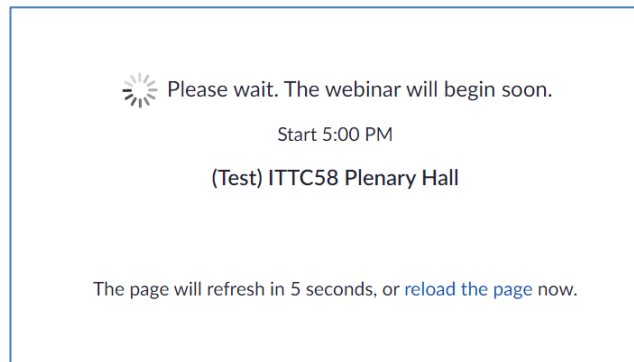 Please wait. The webinar will begin soon.
Start 5:00 PM
(Test) ITTC58 Plenary Hall
The page will refresh in 5 seconds, or reload the page now.